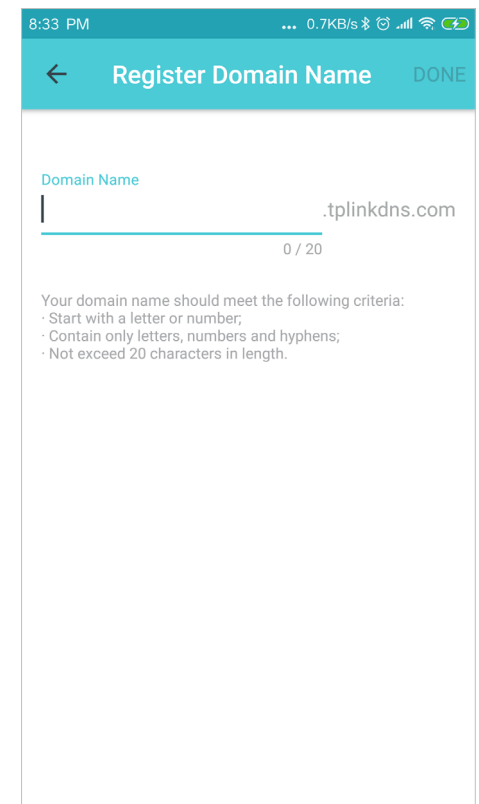 8:33 PM ... 0.7KB/s
Register Domain Name DONE
Domain Name
.tplinkdns.com
0 / 20
Your domain name should meet the following criteria:
· Start with a letter or number;
· Contain only letters, numbers and hyphens;
· Not exceed 20 characters in length.